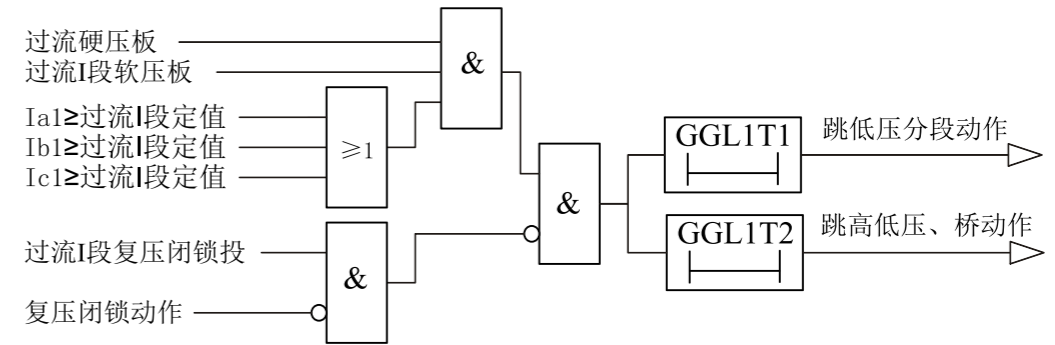 过流硬压板
过流I段软压板
&
Ia1≥过流I段定值
Ib1≥过流I段定值
Ic1≥过流I段定值
≥1
&
GGL1T1
跳低压分段动作
GGL1T2
跳高低压、桥动作
过流I段复压闭锁投
&
复压闭锁动作